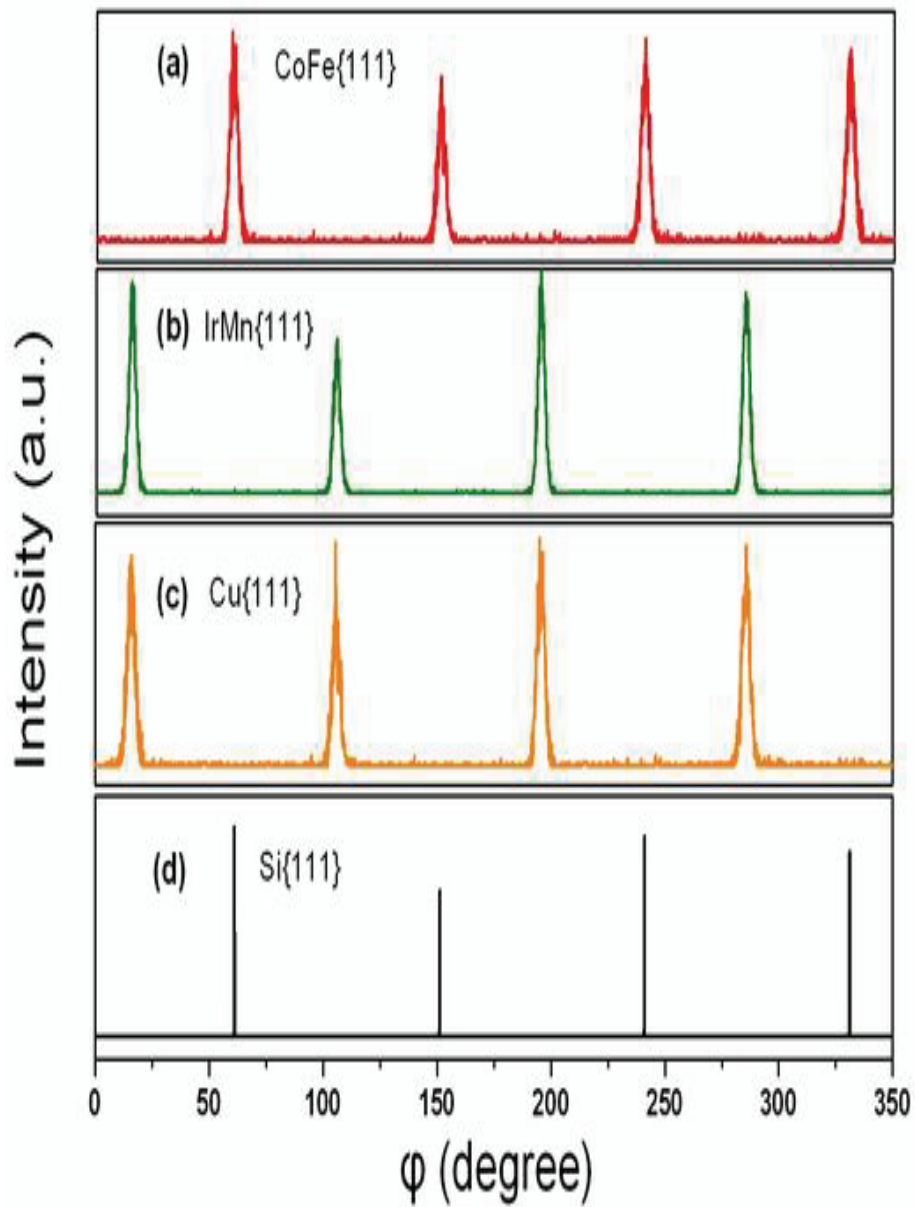 (a) CoFe{111}
(b) IrMn{111}
(c) Cu{111}
(d) Si{111}
Intensity (a.u.)
0 50 100 150 200 250 300 350
φ (degree)